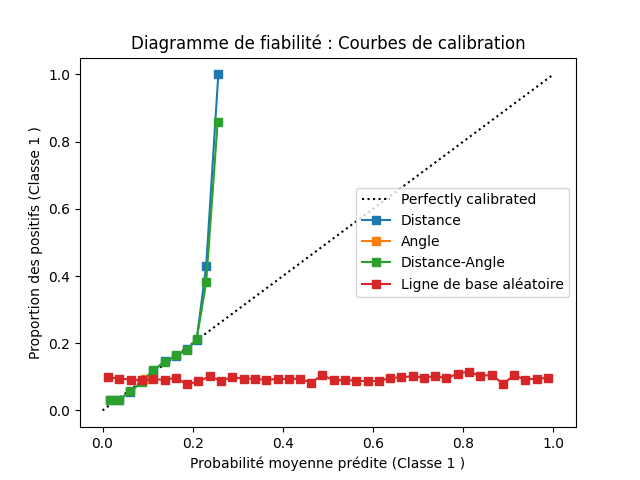 Diagramme de fiabilité : Courbes de calibration
Proportion des positifs (Classe 1 )
1.0
0.8
0.6
0.4
0.2
0.0
Perfectly calibrated
Distance
Angle
Distance-Angle
Ligne de base aléatoire
0.0 0.2 0.4 0.6 0.8 1.0
Probabilité moyenne prédite (Classe 1 )